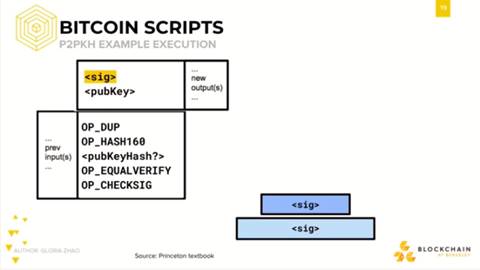 19
BITCOIN SCRIPTS
P2PKH EXAMPLE EXECUTION
<sig>
<pubKey>
...
new
output(s)
...
...
prev
input(s)
...
OP_DUP
OP_HASH160
<pubKeyHash?>
OP_EQUALVERIFY
OP_CHECKSIG
<sig>
<sig>
AUTHOR: GLORIA ZHAO
Source: Princeton textbook
BLOCKCHAIN
AT BERKELEY